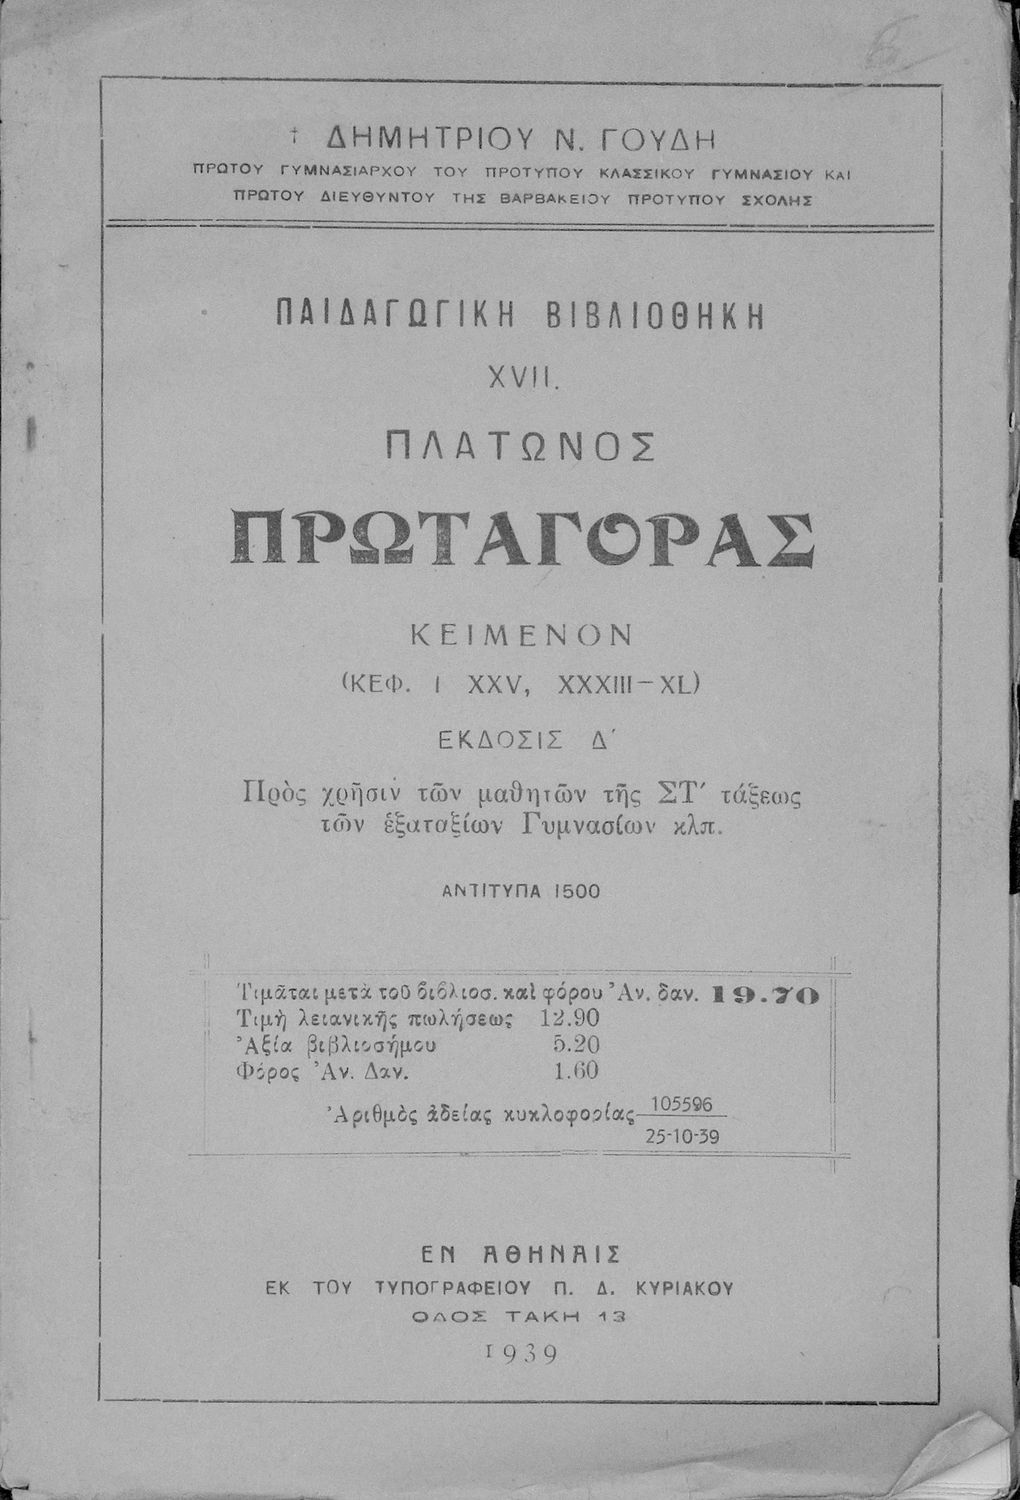 † ΔΗΜΗΤΡΙΟΥ Ν. ΓΟΥΔΗ
ΠΡΩΤΟΥ ΓΥΜΝΑΣΙΑΡΧΟΥ ΤΟΥ ΠΡΟΤΥΠΟΥ ΚΛΑΣΣΙΚΟΥ ΓΥΜΝΑΣΙΟΥ ΚΑΙ
ΠΡΩΤΟΥ ΔΙΕΥΘΥΝΤΟΥ ΤΗΣ ΒΑΡΒΑΚΕΙΟΥ ΠΡΟΤΥΠΟΥ ΣΧΟΛΗΣ
ΠΑΙΔΑΓΩΓΙΚΗ ΒΙΒΛΙΟΘΗΚΗ
XVII.
ΠΛΑΤΩΝΟΣ
ΠΡΩΤΑΓΟΡΑΣ
ΚΕΙΜΕΝΟΝ
(ΚΕΦ. I XXV, XXXIII—XL)
ΕΚΔΟΣΙΣ Δ′
Πρὸς χρῆσιν τῶν μαθητῶν τῆς ΣΤ′ τάξεως
τῶν ἑξαταξίων Γυμνασίων κλπ.
ΑΝΤΙΤΥΠΑ 1500
Τιμᾶται μετὰ τοῦ βιβλιοσ. καὶ φόρου Ἀν. δαν. 19.70
Τιμὴ λειανικῆς πωλήσεως 12.90
Ἀξία βιβλιοσήμου 5.20
Φόρος Ἀν. Δαν. 1.60
Ἀριθμὸς ἀδείας κυκλοφορίας 105596
25-10-39
ΕΝ ΑΘΗΝΑΙΣ
ΕΚ ΤΟΥ ΤΥΠΟΓΡΑΦΕΙΟΥ Π. Δ. ΚΥΡΙΑΚΟΥ
ΟΔΟΣ ΤΑΚΗ 13
1939